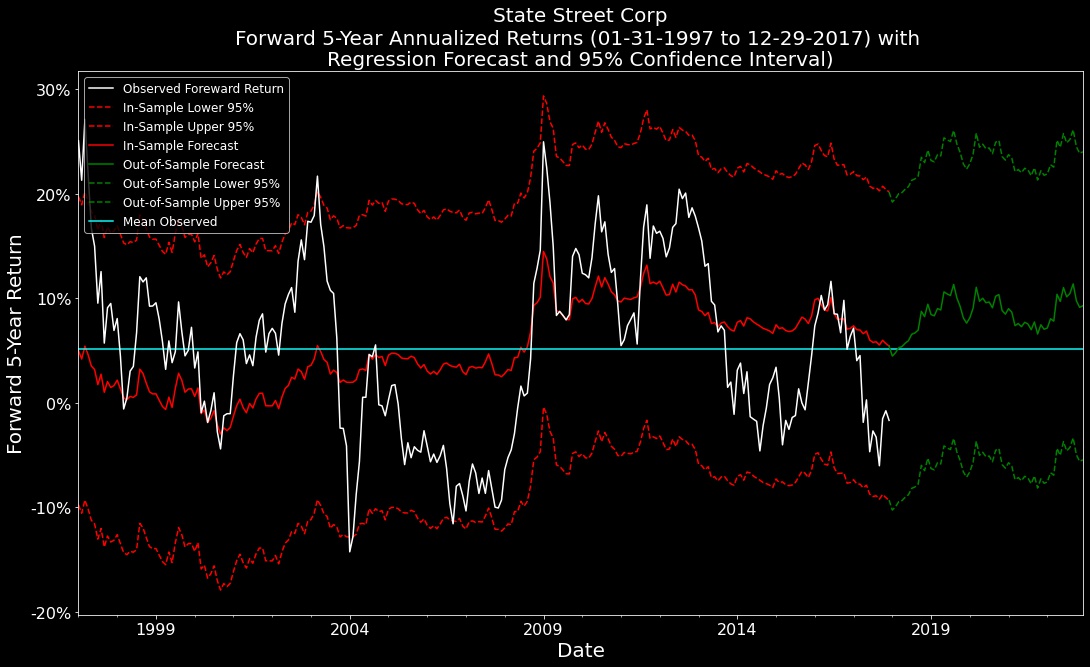 State Street Corp
Forward 5-Year Annualized Returns (01-31-1997 to 12-29-2017) with
Regression Forecast and 95% Confidence Interval)
30%
20%
10%
0%
-10%
-20%
Forward 5-Year Return
Observed Foreward Return
In-Sample Lower 95%
In-Sample Upper 95%
In-Sample Forecast
Out-of-Sample Forecast
Out-of-Sample Lower 95%
Out-of-Sample Upper 95%
Mean Observed
1999
2004
2009
2014
2019
Date